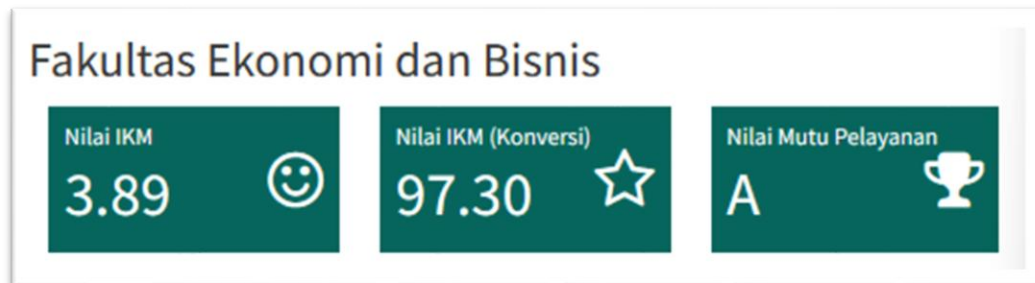 Fakultas Ekonomi dan Bisnis
Nilai IKM
3.89
Nilai IKM (Konversi)
97.30
Nilai Mutu Pelayanan
A